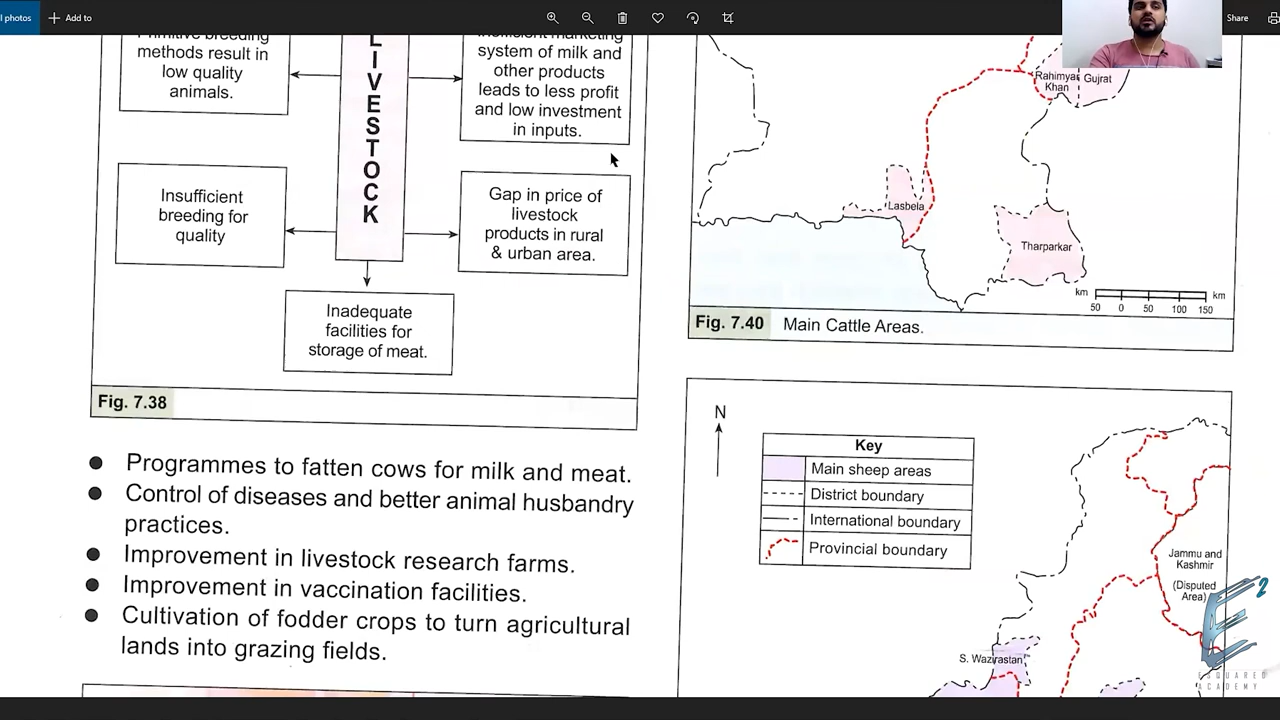 l photos
Add to
Share
Primitive breeding
methods result in
low quality
animals.
LIVESTOCK
Inefficient marketing
system of milk and
other products
leads to less profit
and low investment
in inputs.
Insufficient
breeding for
quality
Gap in price of
livestock
products in rural
& urban area.
Inadequate
facilities for
storage of meat.
Fig. 7.38
● Programmes to fatten cows for milk and meat.
● Control of diseases and better animal husbandry
practices.
● Improvement in livestock research farms.
● Improvement in vaccination facilities.
● Cultivation of fodder crops to turn agricultural
lands into grazing fields.
Rahimyar
Khan
Gujrat
Lasbela
Tharparkar
km
km
50 0 50 100 150
Fig. 7.40 Main Cattle Areas.
N
Key
Main sheep areas
District boundary
International boundary
Provincial boundary
Jammu and
Kashmir
(Disputed
Area)
S. Wazirastan
E2
ESQUARED
ACADEMY